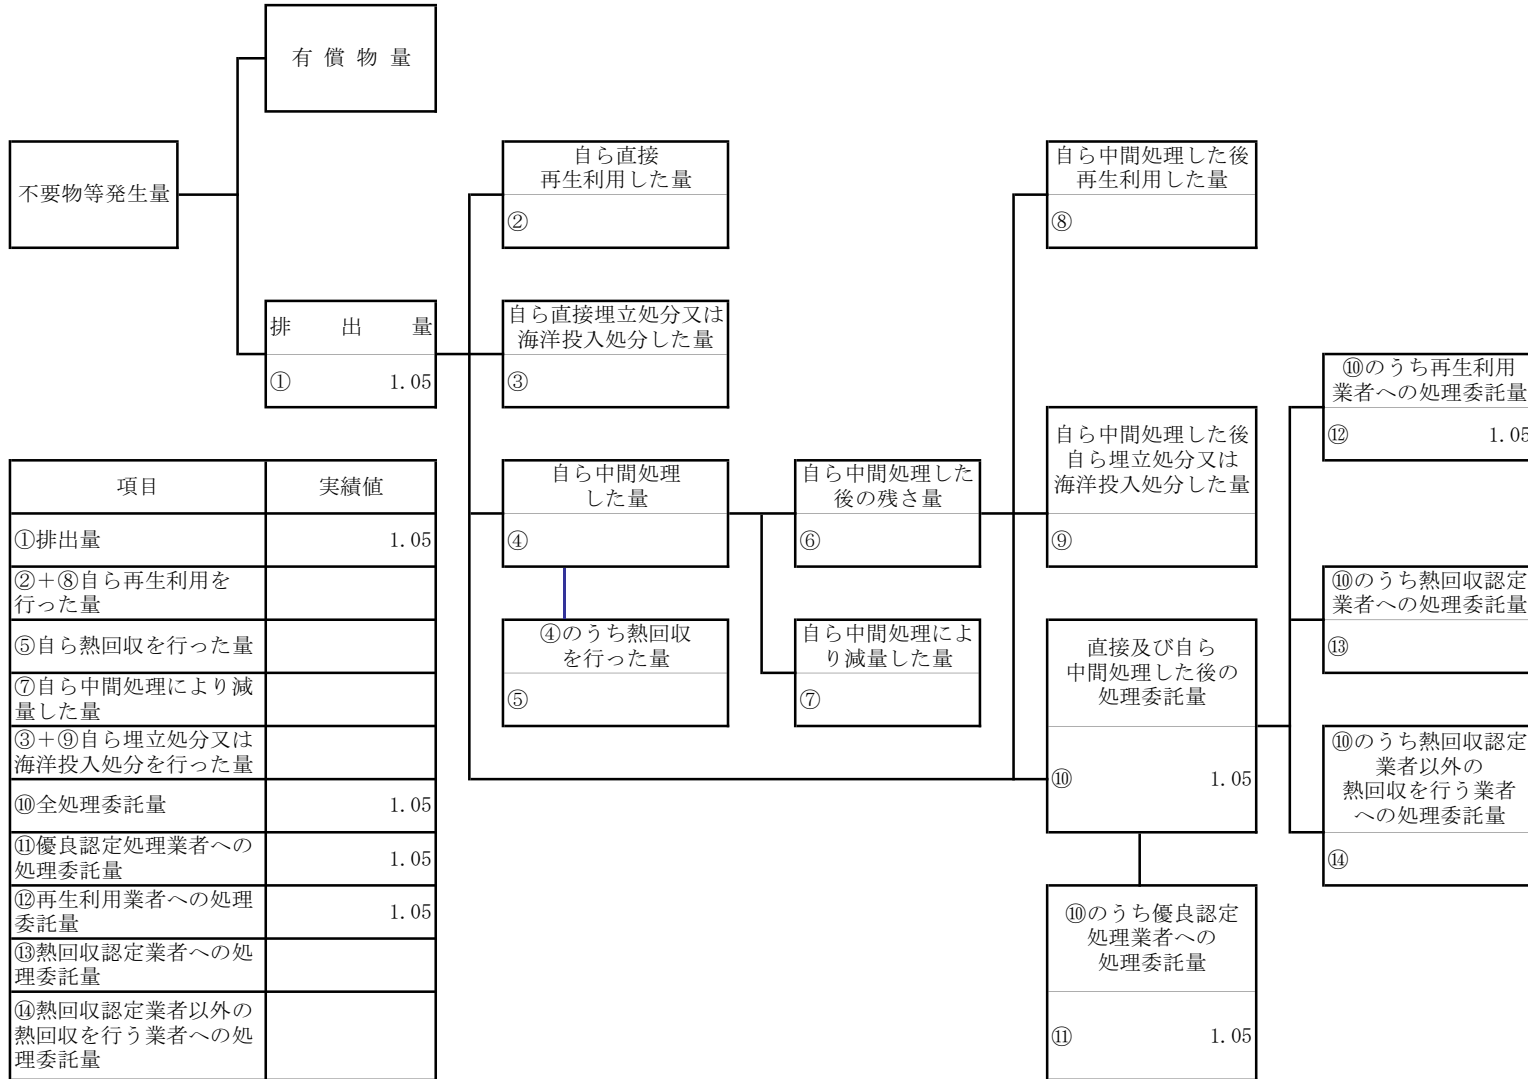 有償物量
不要物等発生量
自ら直接
再生利用した量
②
自ら中間処理した後
再生利用した量
⑧
排出量
① 1.05
自ら直接埋立処分又は
海洋投入処分した量
③
⑩のうち再生利用
業者への処理委託量
⑫ 1.05
自ら中間処理
した量
④
自ら中間処理した
後の残さ量
⑥
自ら中間処理した後
自ら埋立処分又は
海洋投入処分した量
⑨
④のうち熱回収
を行った量
⑤
自ら中間処理によ
り減量した量
⑦
直接及び自ら
中間処理した後の
処理委託量
⑩ 1.05
⑩のうち熱回収認定
業者への処理委託量
⑬
⑩のうち熱回収認定
業者以外の
熱回収を行う業者
への処理委託量
⑭
⑩のうち優良認定
処理業者への
処理委託量
⑪ 1.05
項目 実績値
①排出量 1.05
②＋⑧自ら再生利用を
行った量
⑤自ら熱回収を行った量
⑦自ら中間処理により減
量した量
③＋⑨自ら埋立処分又は
海洋投入処分を行った量
⑩全処理委託量 1.05
⑪優良認定処理業者への
処理委託量 1.05
⑫再生利用業者への処理
委託量 1.05
⑬熱回収認定業者への処
理委託量
⑭熱回収認定業者以外の
熱回収を行う業者への処
理委託量